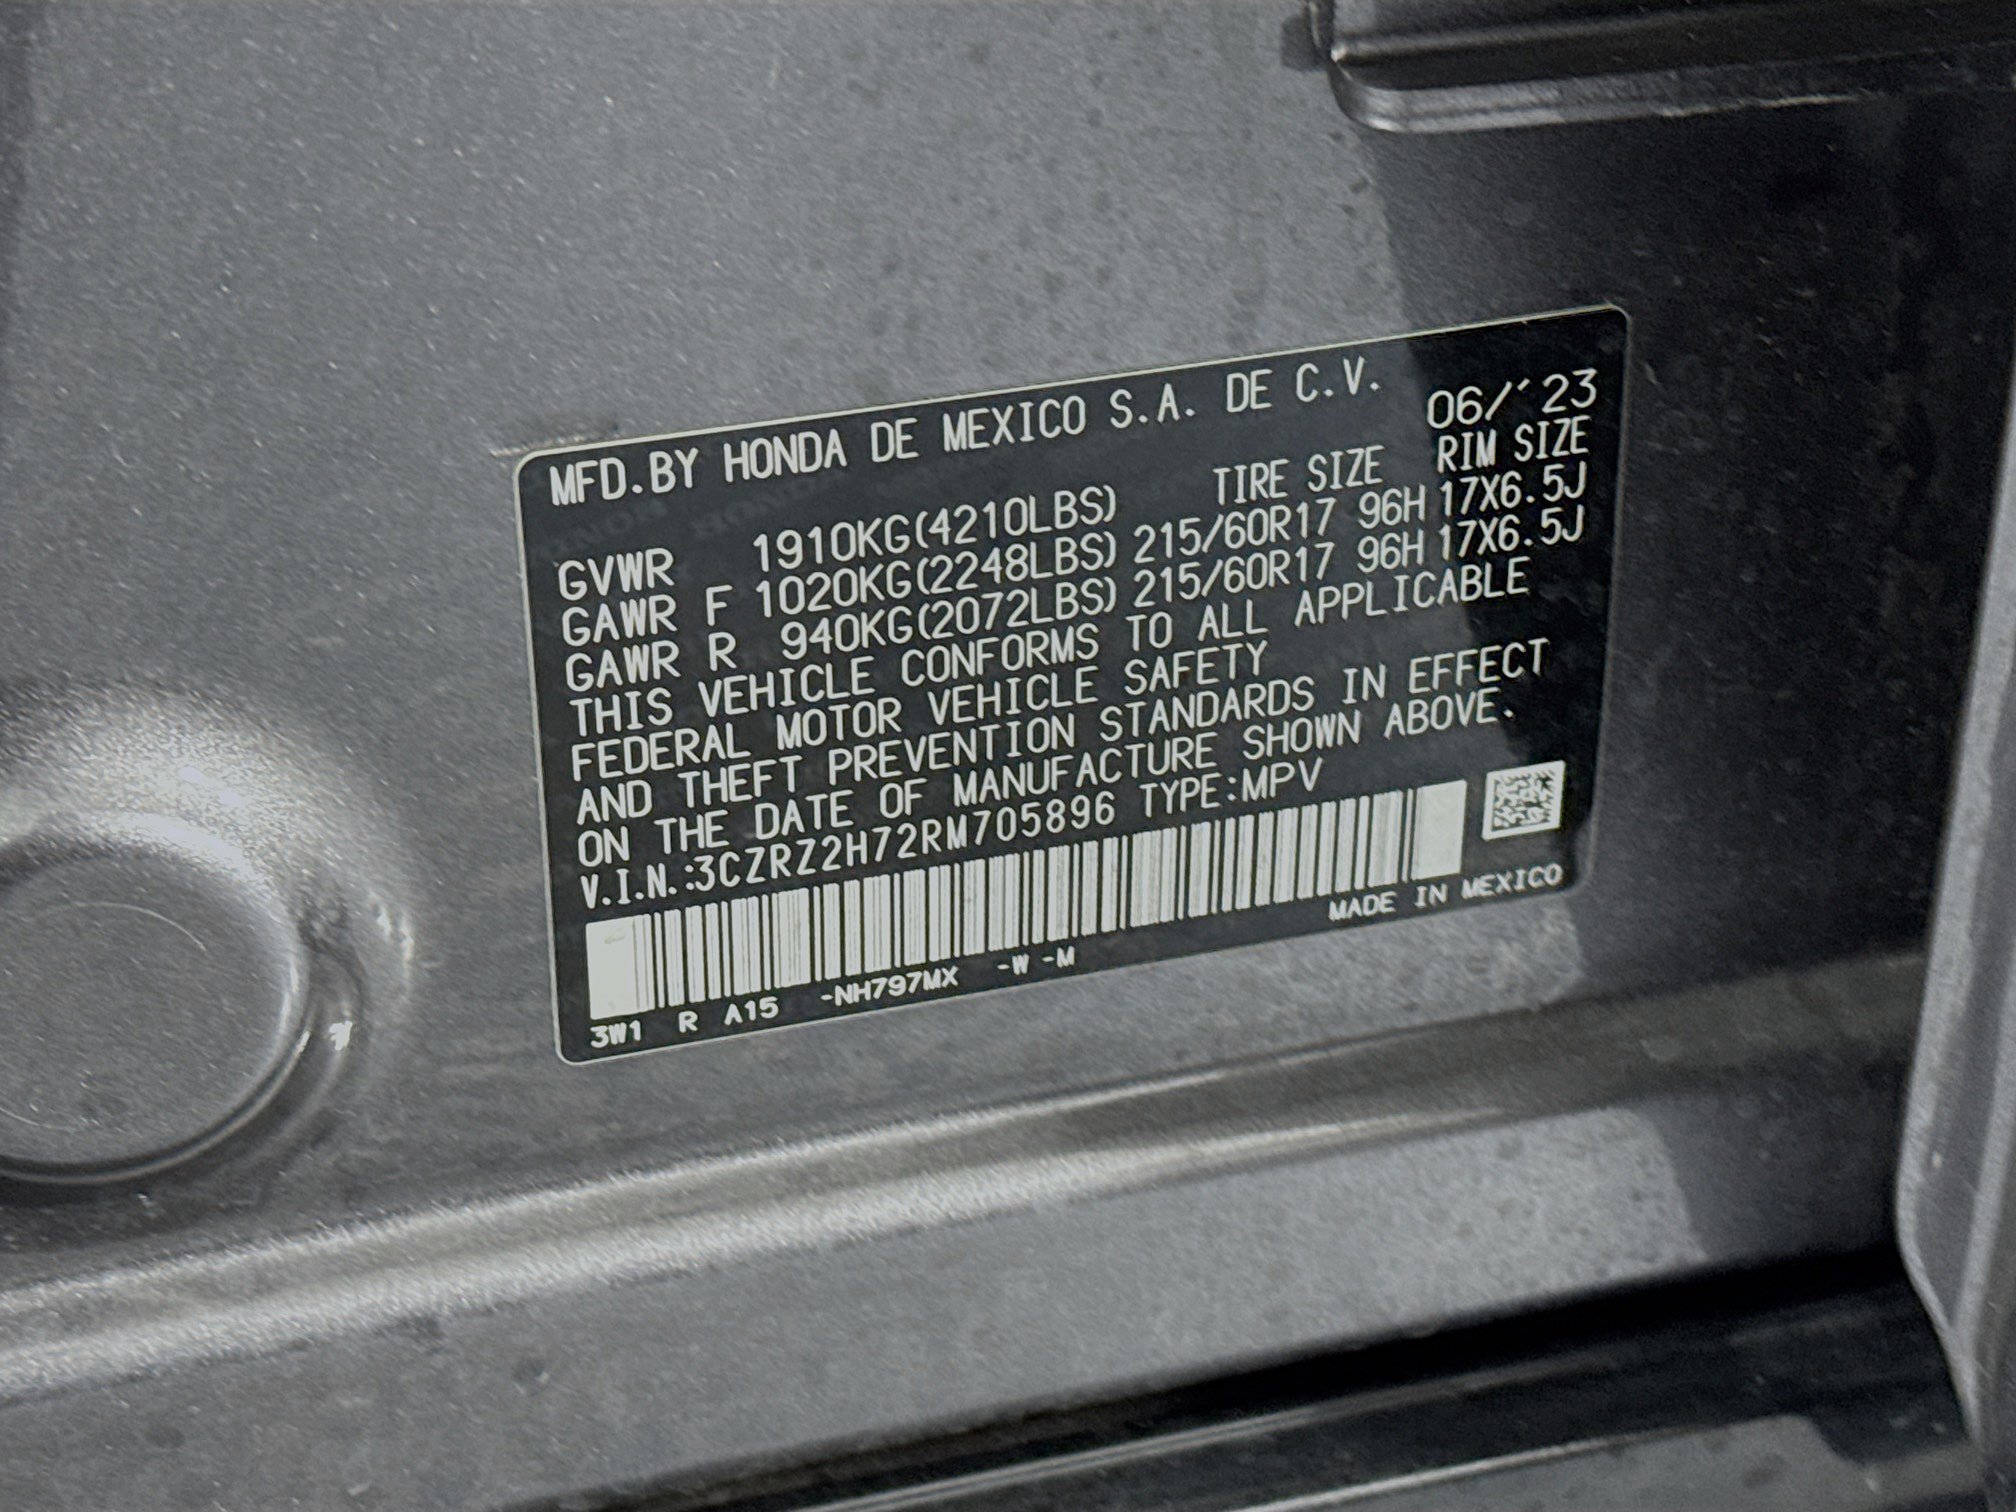 MFD.BY HONDA DE MEXICO S.A. DE C.V.
06/'23
TIRE SIZE RIM SIZE
GVWR 1910KG(4210LBS)
GAWR F 1020KG(2248LBS) 215/60R17 96H 17X6.5J
GAWR R 940KG(2072LBS) 215/60R17 96H 17X6.5J
THIS VEHICLE CONFORMS TO ALL APPLICABLE
FEDERAL MOTOR VEHICLE SAFETY
AND THEFT PREVENTION STANDARDS IN EFFECT
ON THE DATE OF MANUFACTURE SHOWN ABOVE.
V.I.N.:3CZRZ2H72RM705896 TYPE:MPV
MADE IN MEXICO
3W1 R A15 -NH797MX -W -M